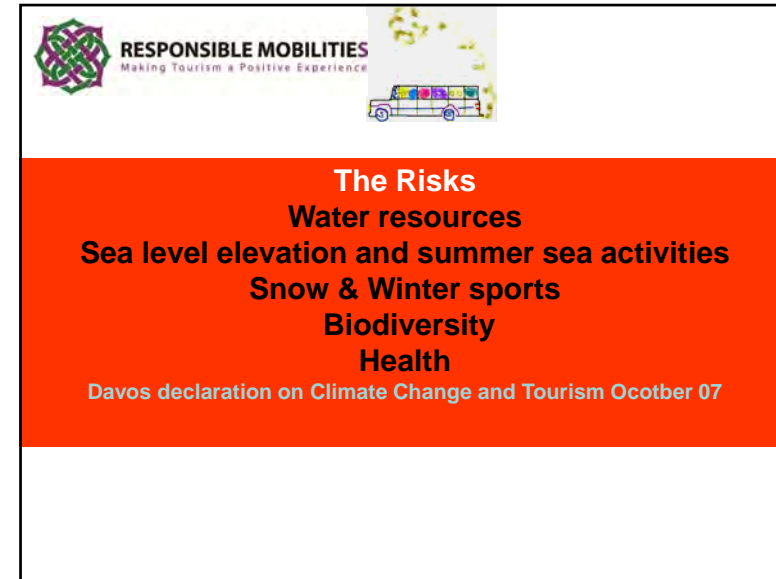 RESPONSIBLE MOBILITIES
Making Tourism a Positive Experience
The Risks
Water resources
Sea level elevation and summer sea activities
Snow & Winter sports
Biodiversity
Health
Davos declaration on Climate Change and Tourism Ocotber 07